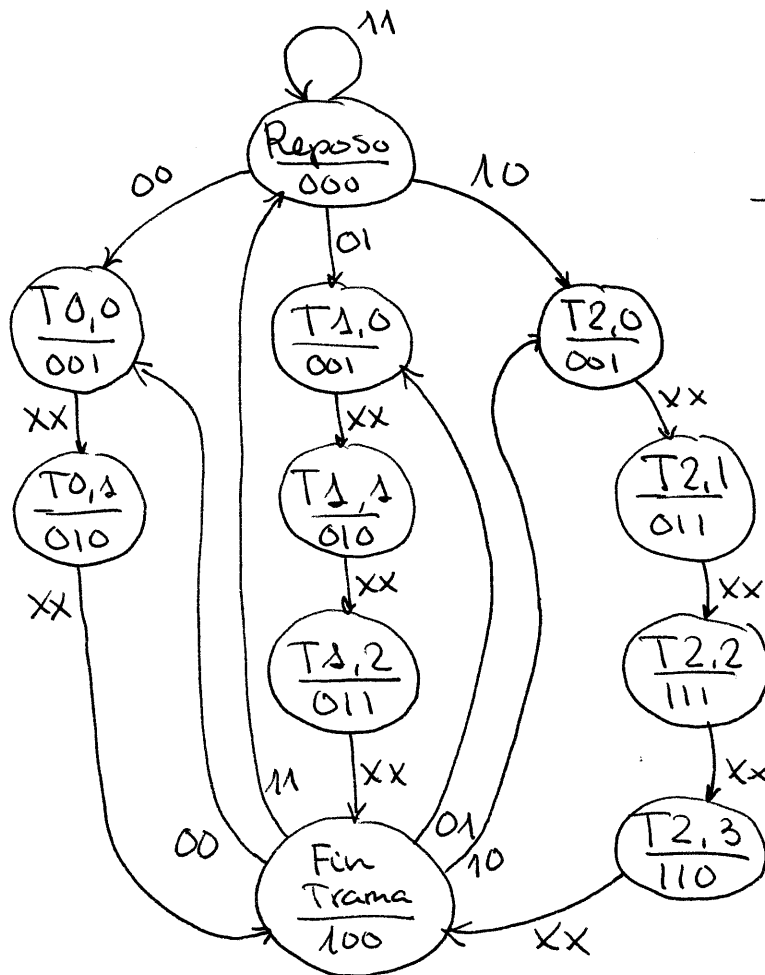 11
Reposo
000
00
10
01
T0,0
001
T1,0
001
T2,0
001
XX
XX
XX
T0,1
010
T1,1
010
T2,1
011
XX
XX
XX
T1,2
011
T2,2
111
XX
XX
11
00
01
10
Fin
Trama
100
T2,3
110
XX